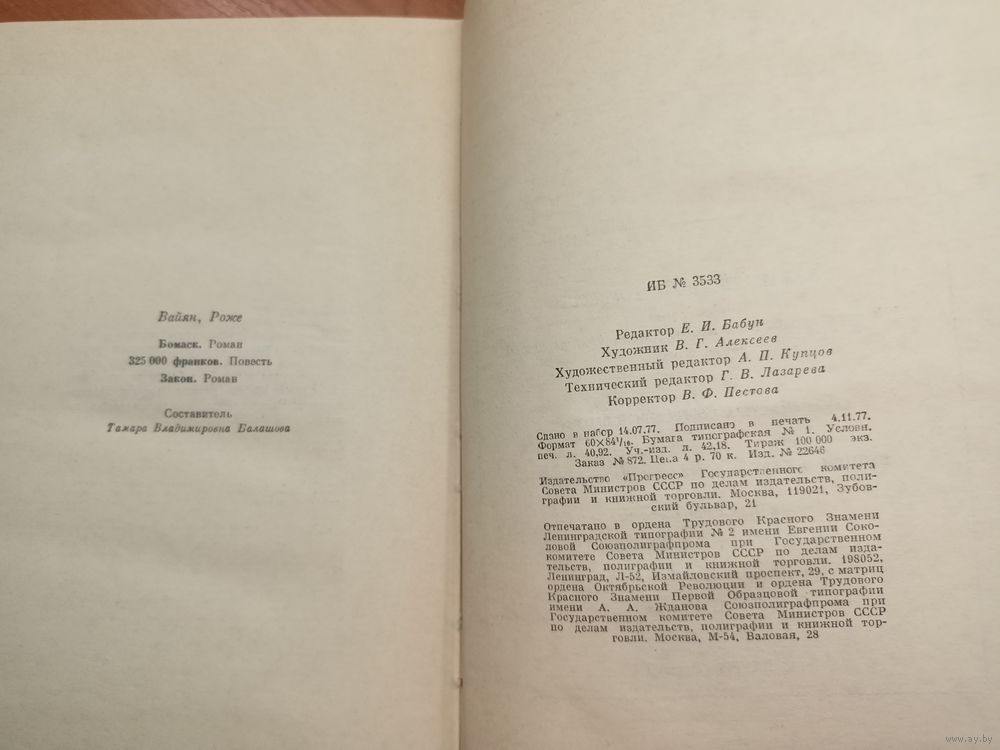 Вайян, Роже
Бомаск. Роман
325 000 франков. Повесть
Закон. Роман
Составитель
Тамара Владимировна Балашова
ИБ № 3533
Редактор Е. И. Бабун
Художник В. Г. Алексеев
Художественный редактор А. П. Купцов
Технический редактор Г. В. Лазарева
Корректор В. Ф. Пестова
Сдано в набор 14.07.77. Подписано в печать 4.11.77.
Формат 60×84¹/₁₆. Бумага типографская № 1. Условн.
печ. л. 40,92. Уч.-изд. л. 42,18. Тираж 100 000 экз.
Заказ № 872. Цена 4 р. 70 к. Изд. № 22646
Издательство «Прогресс» Государственного комитета
Совета Министров СССР по делам издательств, поли-
графии и книжной торговли. Москва, 119021, Зубов-
ский бульвар, 21
Отпечатано в ордена Трудового Красного Знамени
Ленинградской типографии № 2 имени Евгении Соко-
ловой Союзполиграфпрома при Государственном
комитете Совета Министров СССР по делам изда-
тельств, полиграфии и книжной торговли. 198052,
Ленинград, Л-52, Измайловский проспект, 29, с матриц
ордена Октябрьской Революции и ордена Трудового
Красного Знамени Первой Образцовой типографии
имени А. А. Жданова Союзполиграфпрома при
Государственном комитете Совета Министров СССР
по делам издательств, полиграфии и книжной тор-
говли. Москва, М-54, Валовая, 28
www.ay.by